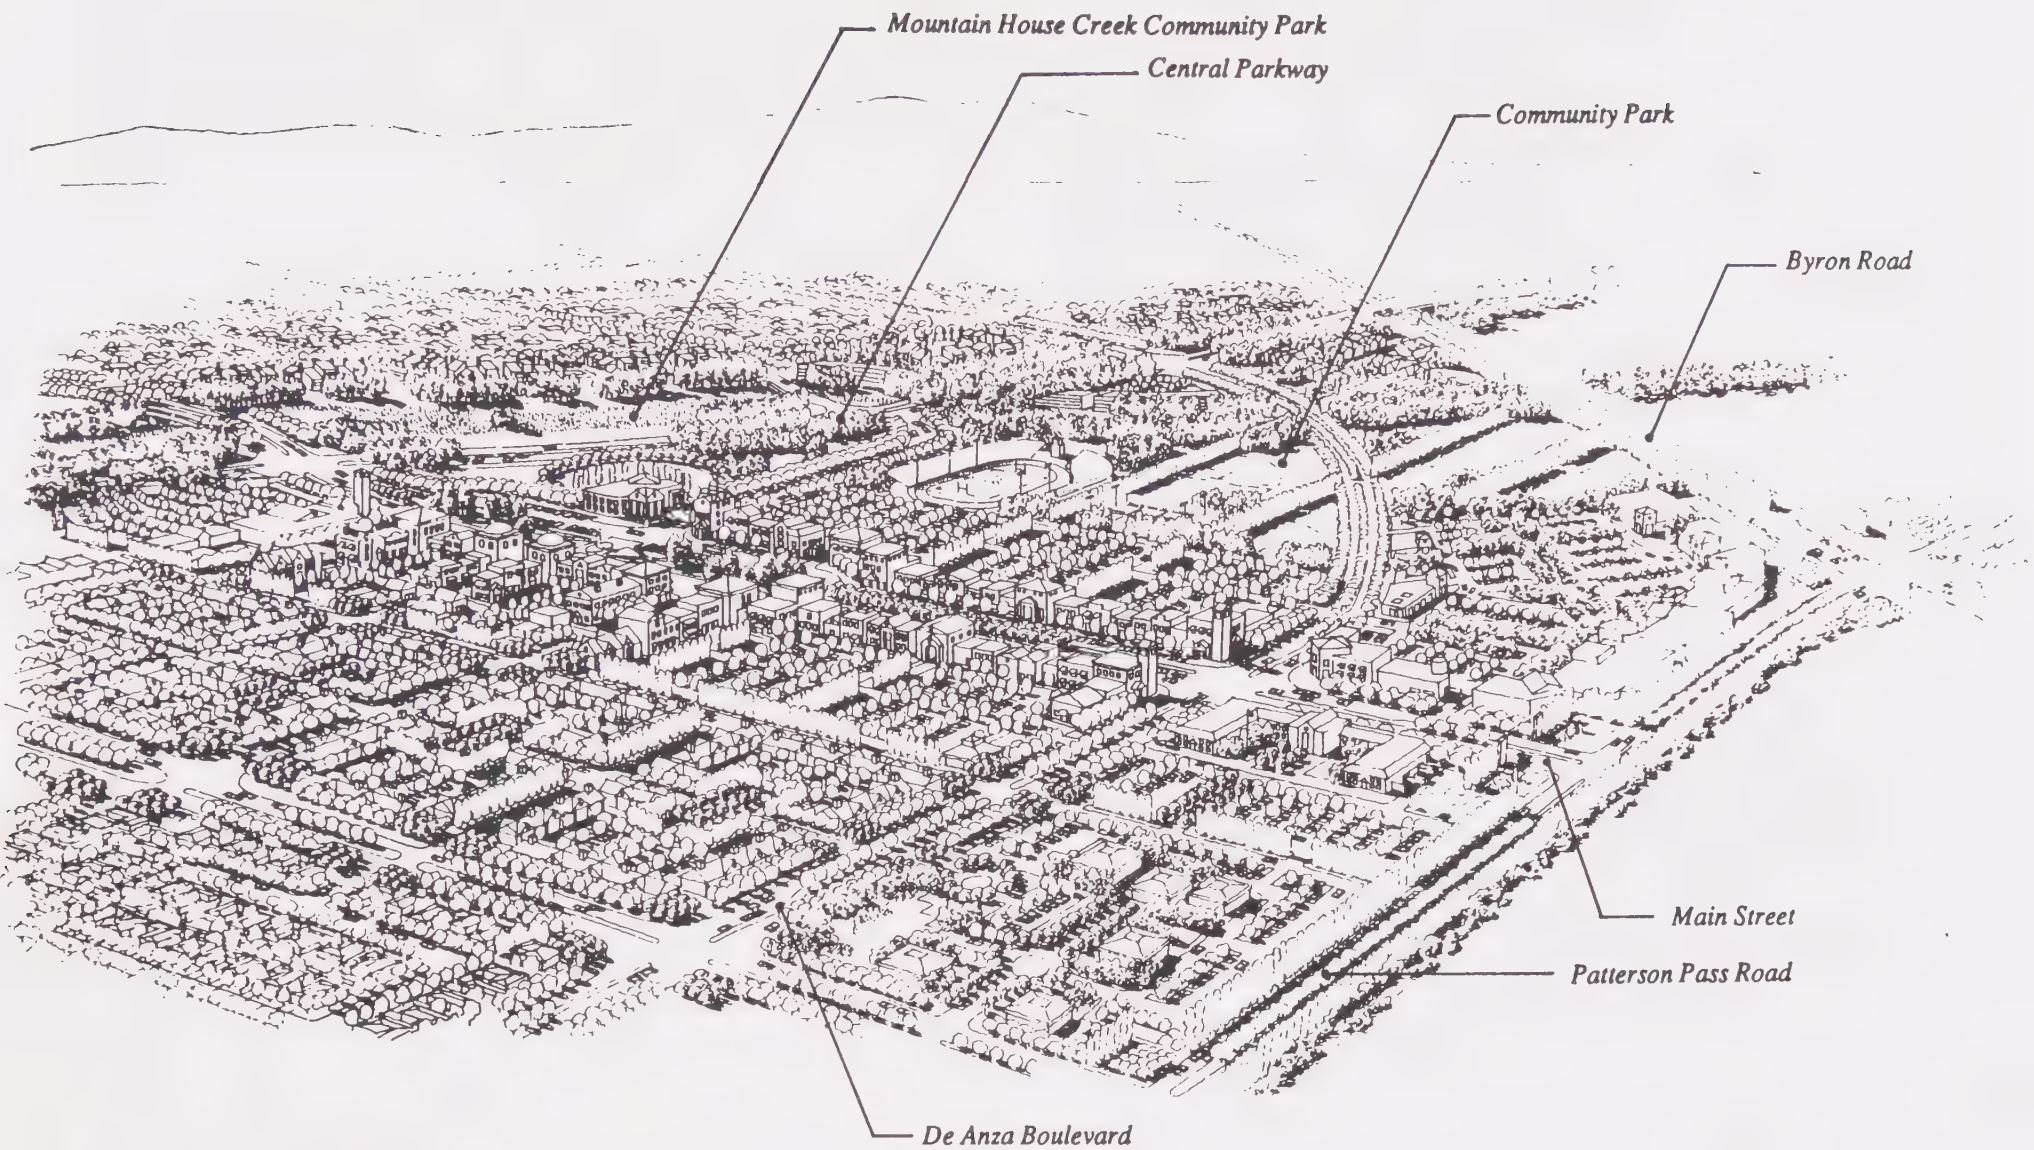 Mountain House Creek Community Park
Central Parkway
Community Park
Byron Road
Main Street
Patterson Pass Road
De Anza Boulevard